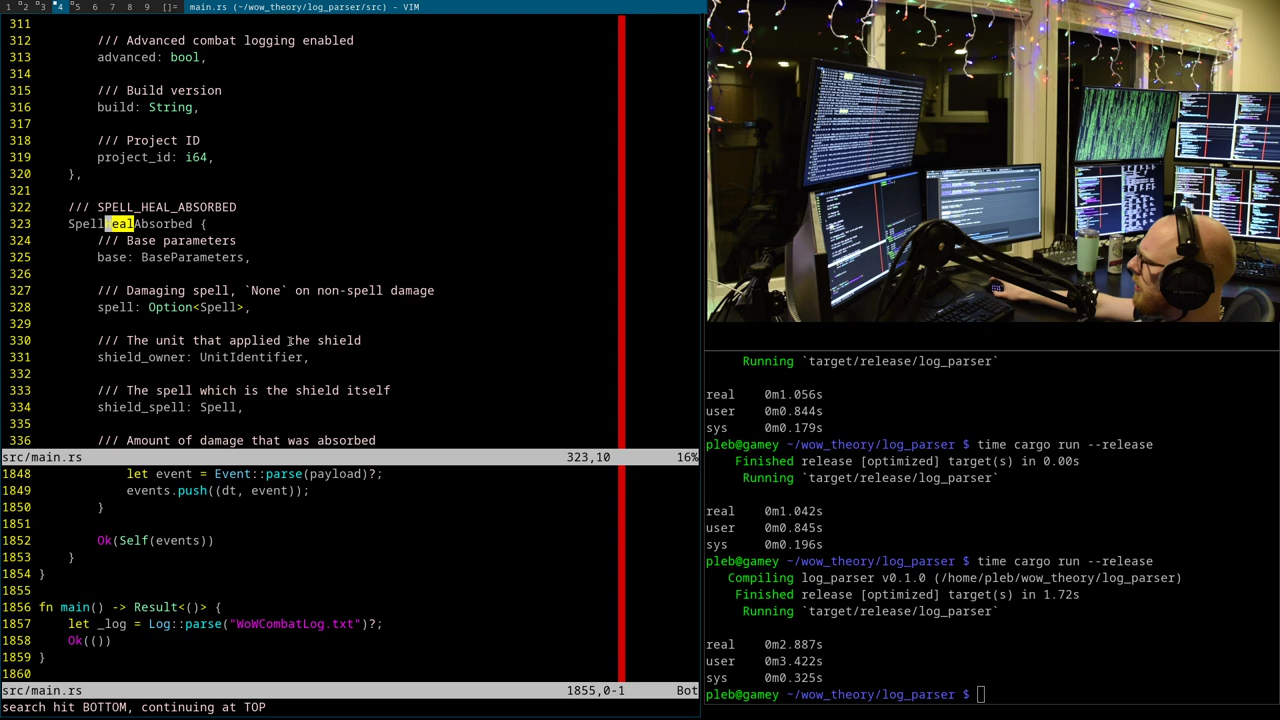 1 2 3 4 5 6 7 8 9 []= main.rs (~/wow_theory/log_parser/src) - VIM
311
312 /// Advanced combat logging enabled
313 advanced: bool,
314
315 /// Build version
316 build: String,
317
318 /// Project ID
319 project_id: i64,
320 },
321
322 /// SPELL_HEAL_ABSORBED
323 SpellHealAbsorbed {
324 /// Base parameters
325 base: BaseParameters,
326
327 /// Damaging spell, `None` on non-spell damage
328 spell: Option<Spell>,
329
330 /// The unit that applied the shield
331 shield_owner: UnitIdentifier,
332
333 /// The spell which is the shield itself
334 shield_spell: Spell,
335
336 /// Amount of damage that was absorbed
src/main.rs 323,10 16%
1848 let event = Event::parse(payload)?;
1849 events.push((dt, event));
1850 }
1851
1852 Ok(Self(events))
1853 }
1854 }
1855
1856 fn main() -> Result<()> {
1857 let _log = Log::parse("WoWCombatLog.txt")?;
1858 Ok(())
1859 }
1860
src/main.rs 1855,0-1 Bot
search hit BOTTOM, continuing at TOP
Running `target/release/log_parser`
real 0m1.056s
user 0m0.844s
sys 0m0.179s
pleb@gamey ~/wow_theory/log_parser $ time cargo run --release
Finished release [optimized] target(s) in 0.00s
Running `target/release/log_parser`
real 0m1.042s
user 0m0.845s
sys 0m0.196s
pleb@gamey ~/wow_theory/log_parser $ time cargo run --release
Compiling log_parser v0.1.0 (/home/pleb/wow_theory/log_parser)
Finished release [optimized] target(s) in 1.72s
Running `target/release/log_parser`
real 0m2.887s
user 0m3.422s
sys 0m0.325s
pleb@gamey ~/wow_theory/log_parser $